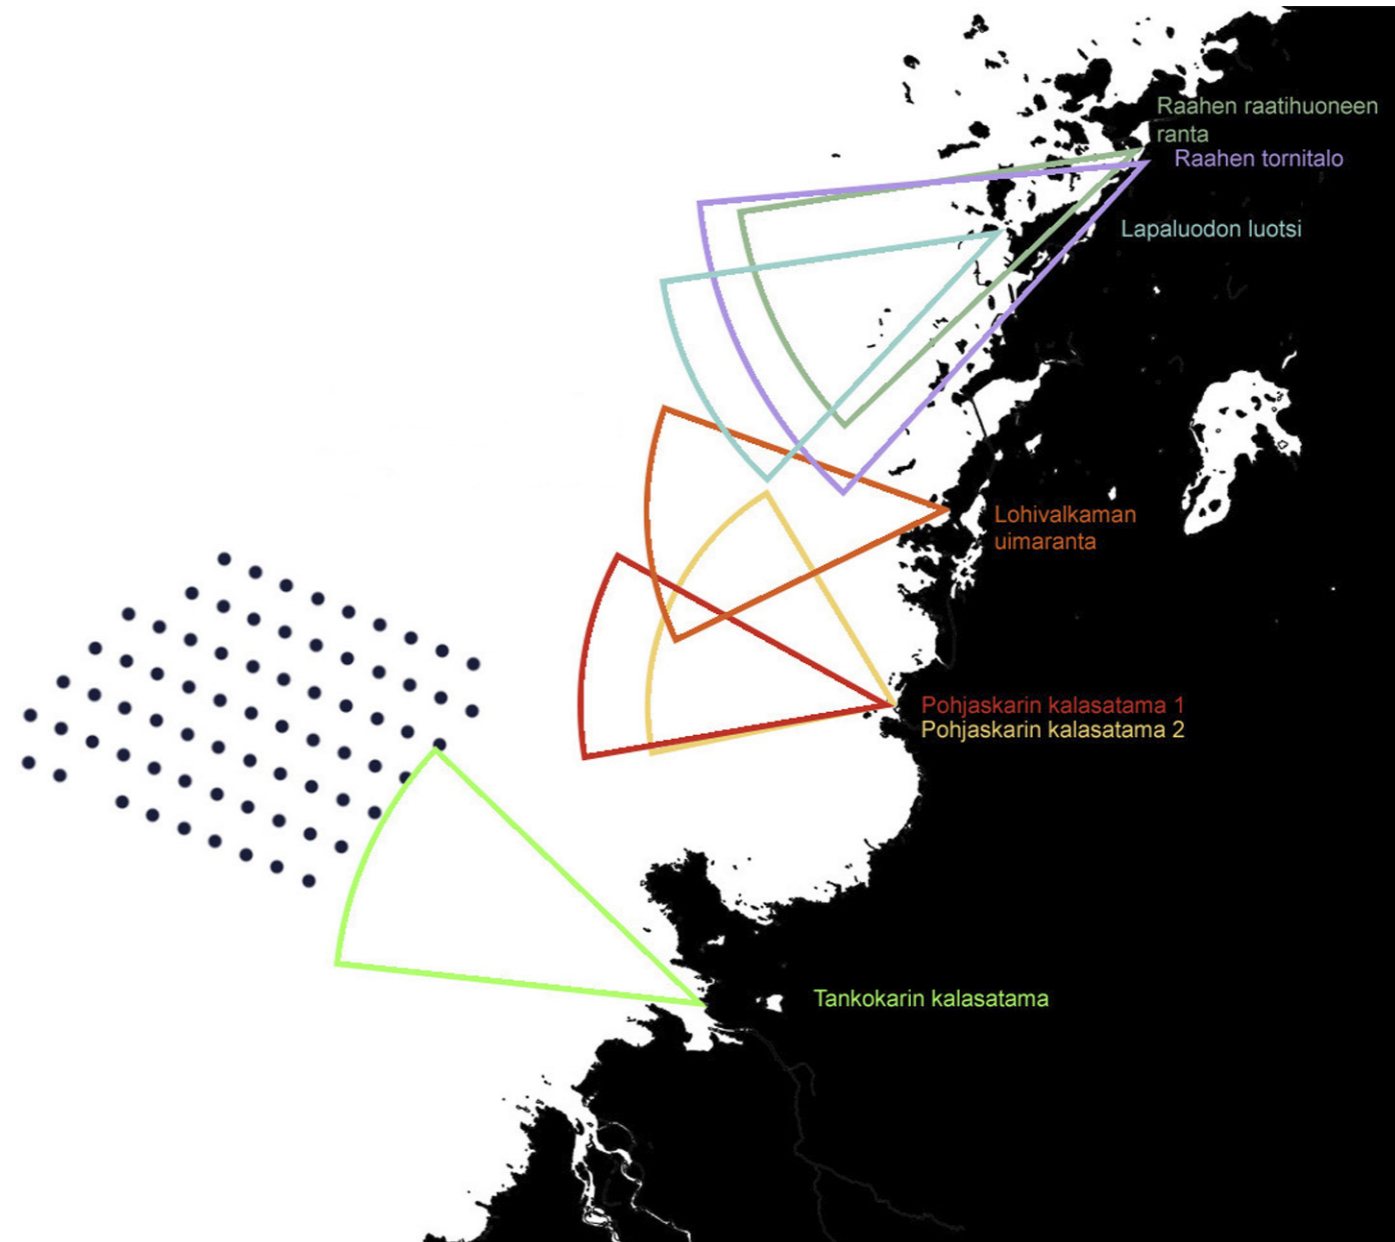 Raahen raatihuoneen
ranta
Raahen tornitalo
Lapaluodon luotsi
Lohivalkaman
uimaranta
Pohjaskarin kalasatama 1
Pohjaskarin kalasatama 2
Tankokarin kalasatama